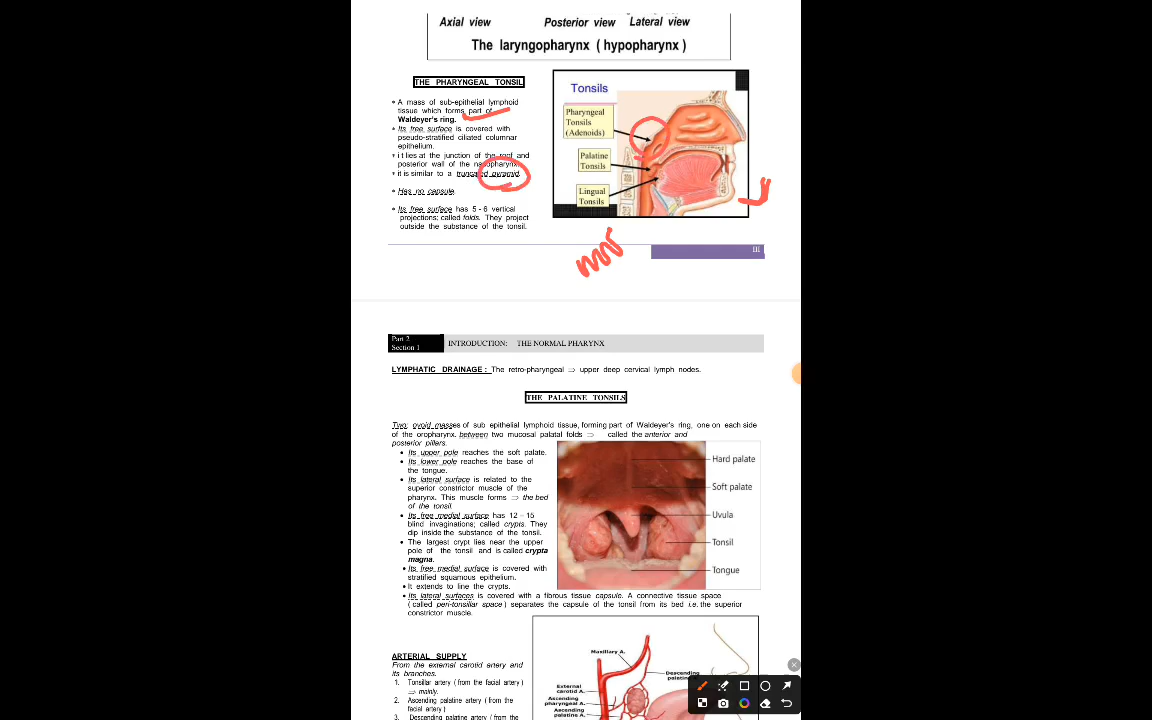 Axial view Posterior view Lateral view
The laryngopharynx ( hypopharynx )
THE PHARYNGEAL TONSIL
• A mass of sub-epithelial lymphoid
tissue which forms part of
Waldeyer's ring.
• Its free surface is covered with
pseudo-stratified ciliated columnar
epithelium.
• it lies at the junction of the roof and
posterior wall of the nasopharynx.
• it is similar to a truncated pyramid.
• Has no capsule.
• Its free surface has 5 - 6 vertical
projections; called folds. They project
outside the substance of the tonsil.
Tonsils
Pharyngeal
Tonsils
(Adenoids)
Palatine
Tonsils
Lingual
Tonsils
III
Part 2
Section 1
INTRODUCTION: THE NORMAL PHARYNX
LYMPHATIC DRAINAGE : The retro-pharyngeal ⇒ upper deep cervical lymph nodes.
THE PALATINE TONSILS
Two; ovoid masses of sub epithelial lymphoid tissue, forming part of Waldeyer's ring, one on each side
of the oropharynx. between two mucosal palatal folds ⇒ called the anterior and
posterior pillers.
• Its upper pole reaches the soft palate.
• Its lower pole reaches the base of
the tongue.
• Its lateral surface is related to the
superior constrictor muscle of the
pharynx. This muscle forms ⇒ the bed
of the tonsil.
• Its free medial surface has 12 – 15
blind invaginations; called crypts. They
dip inside the substance of the tonsil.
• The largest crypt lies near the upper
pole of the tonsil and is called crypta
magna.
• Its free medial surface is covered with
stratified squamous epithelium.
• It extends to line the crypts.
• Its lateral surfaces is covered with a fibrous tissue capsule. A connective tissue space
( called peri-tonsillar space ) separates the capsule of the tonsil from its bed i.e. the superior
constrictor muscle.
Hard palate
Soft palate
Uvula
Tonsil
Tongue
ARTERIAL SUPPLY
From the external carotid artery and
its branches.
1. Tonsillar artery ( from the facial artery )
⇒ mainly.
2. Ascending palatine artery ( from the
facial artery )
3. Descending palatine artery ( from the
Maxillary A.
Descending
External
carotid A.
Ascending
pharyngeal A.
Ascending
palatine A.